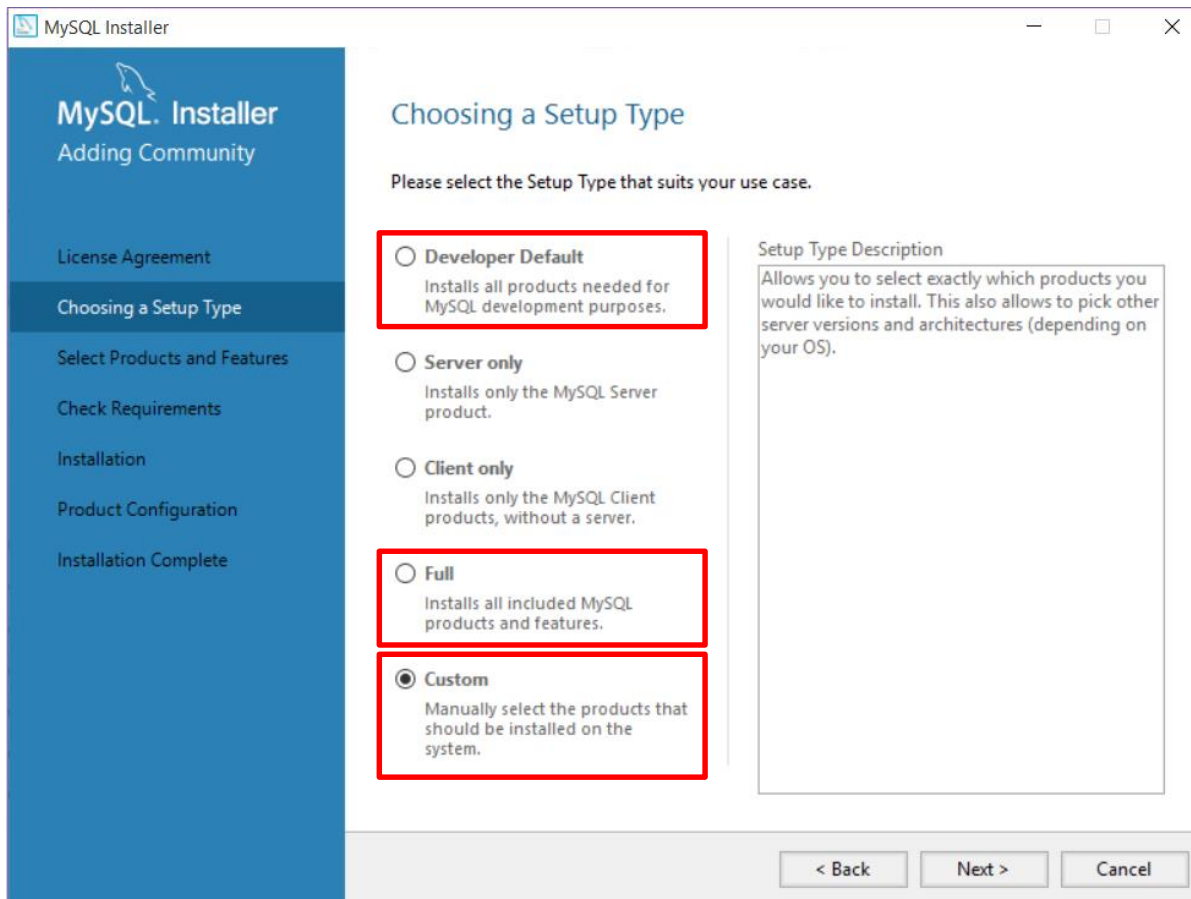 MySQL Installer
MySQL. Installer
Adding Community
License Agreement
Choosing a Setup Type
Select Products and Features
Check Requirements
Installation
Product Configuration
Installation Complete
Choosing a Setup Type
Please select the Setup Type that suits your use case.
Developer Default
Installs all products needed for
MySQL development purposes.
Server only
Installs only the MySQL Server
product.
Client only
Installs only the MySQL Client
products, without a server.
Full
Installs all included MySQL
products and features.
Custom
Manually select the products that
should be installed on the
system.
Setup Type Description
Allows you to select exactly which products you
would like to install. This also allows to pick other
server versions and architectures (depending on
your OS).
< Back
Next >
Cancel